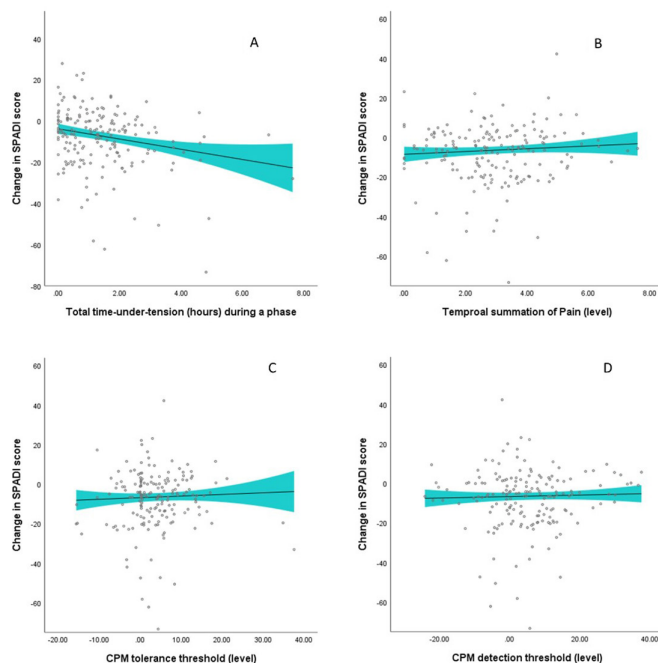 A
Change in SPADI score
40
20
0
-20
-40
-60
-80
.00 2.00 4.00 6.00 8.00
Total time-under-tension (hours) during a phase
B
Change in SPADI score
60
40
20
0
-20
-40
-60
.00 2.00 4.00 6.00 8.00
Temproal summation of Pain (level)
C
Change in SPADI score
60
40
20
0
-20
-40
-60
-20.00 -10.00 .00 10.00 20.00 30.00 40.00
CPM tolerance threshold (level)
D
Change in SPADI score
60
40
20
0
-20
-40
-60
-40.00 -20.00 .00 20.00 40.00
CPM detection threshold (level)